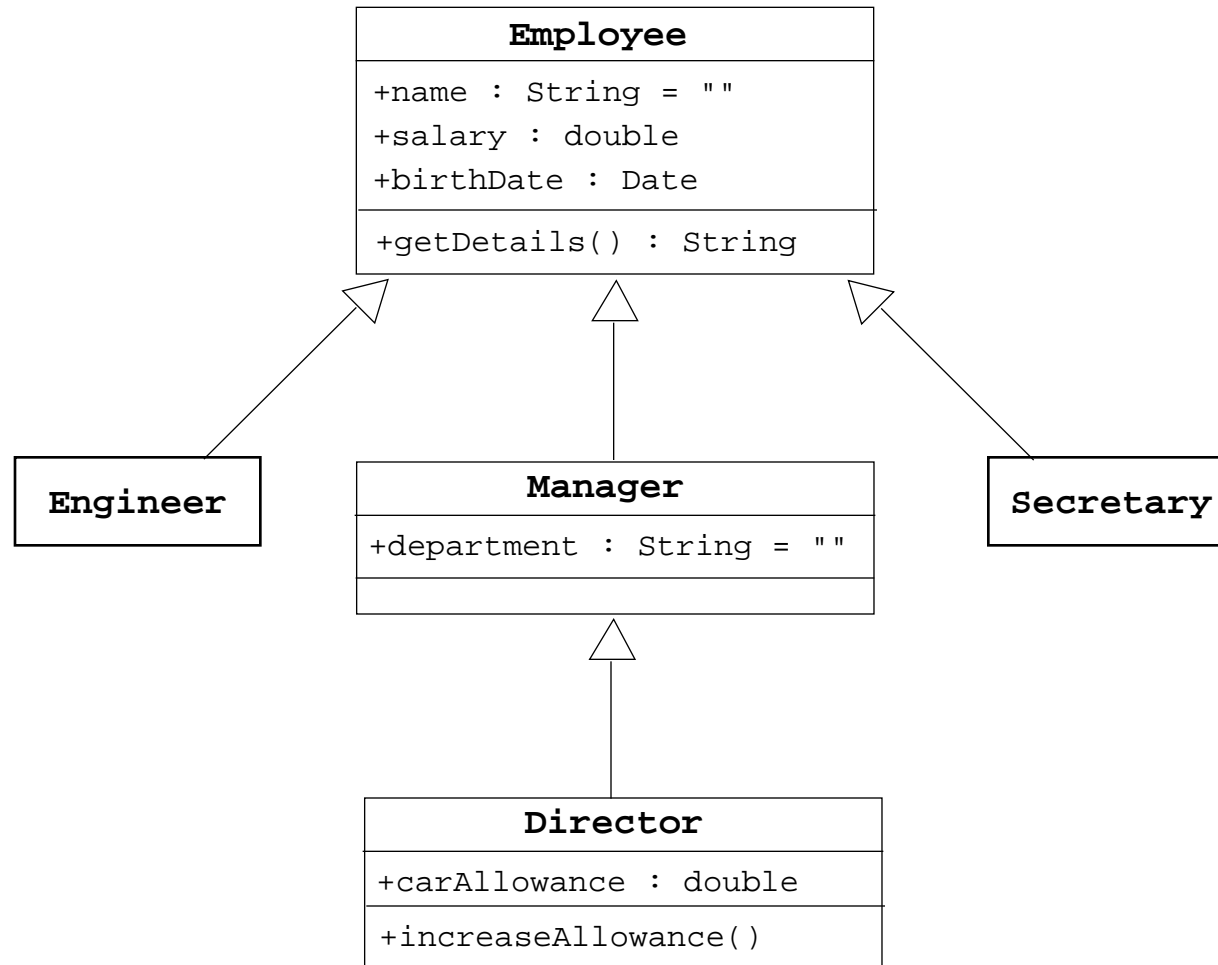 Employee
+name : String = ""
+salary : double
+birthDate : Date
+getDetails() : String
Engineer
Manager
+department : String = ""
Secretary
Director
+carAllowance : double
+increaseAllowance()